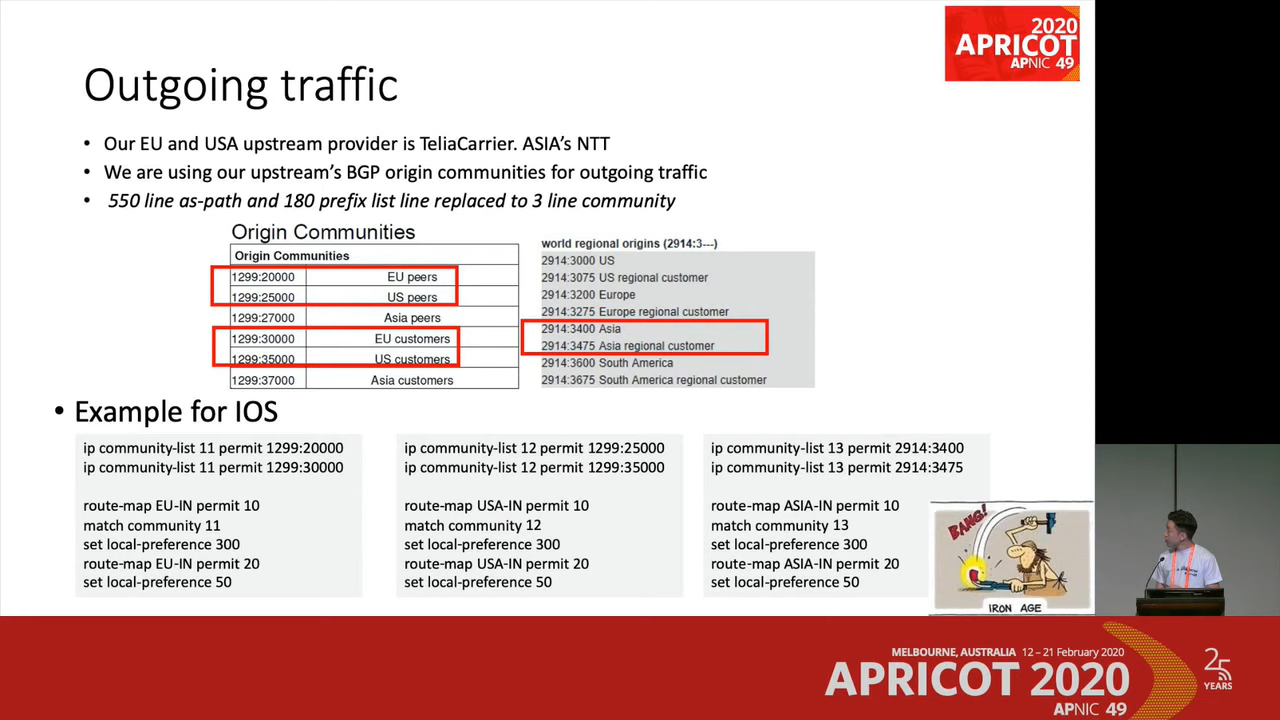 2020
APRICOT
APNIC 49
Outgoing traffic
• Our EU and USA upstream provider is TeliaCarrier. ASIA's NTT
• We are using our upstream's BGP origin communities for outgoing traffic
• 550 line as-path and 180 prefix list line replaced to 3 line community
Origin Communities
Origin Communities
1299:20000 EU peers
1299:25000 US peers
1299:27000 Asia peers
1299:30000 EU customers
1299:35000 US customers
1299:37000 Asia customers
world regional origins (2914:3---)
2914:3000 US
2914:3075 US regional customer
2914:3200 Europe
2914:3275 Europe regional customer
2914:3400 Asia
2914:3475 Asia regional customer
2914:3600 South America
2914:3675 South America regional customer
• Example for IOS
ip community-list 11 permit 1299:20000
ip community-list 11 permit 1299:30000
route-map EU-IN permit 10
match community 11
set local-preference 300
route-map EU-IN permit 20
set local-preference 50
ip community-list 12 permit 1299:25000
ip community-list 12 permit 1299:35000
route-map USA-IN permit 10
match community 12
set local-preference 300
route-map USA-IN permit 20
set local-preference 50
ip community-list 13 permit 2914:3400
ip community-list 13 permit 2914:3475
route-map ASIA-IN permit 10
match community 13
set local-preference 300
route-map ASIA-IN permit 20
set local-preference 50
BANG!
IRON AGE
MELBOURNE, AUSTRALIA 12 – 21 February 2020
APRICOT 2020
APNIC 49
25
YEARS